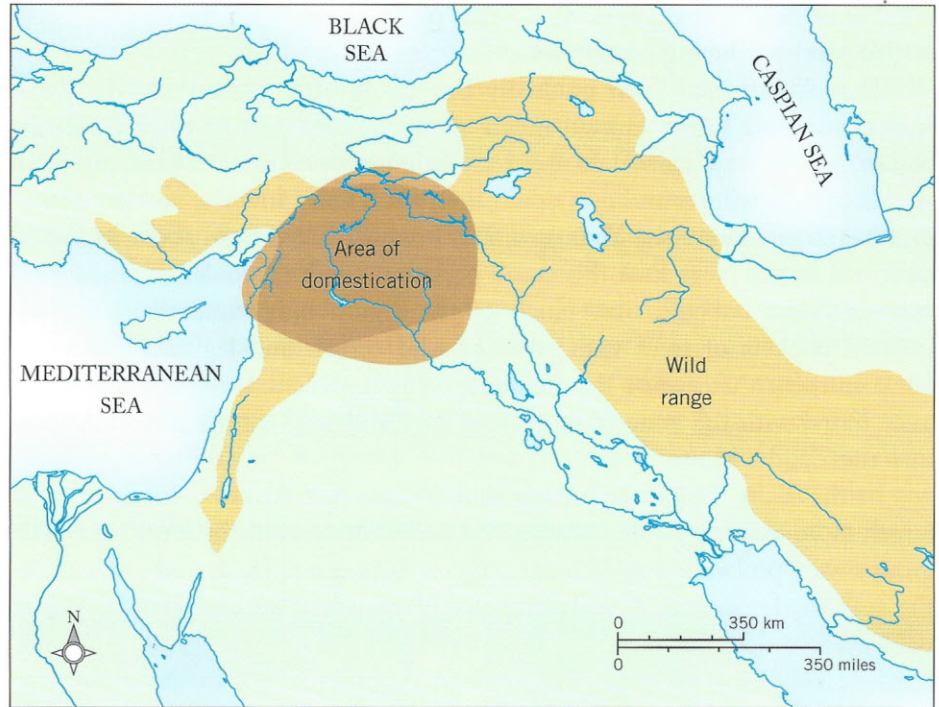 BLACK
SEA
CASPIAN SEA
Area of
domestication
MEDITERRANEAN
SEA
Wild
range
N
0 350 km
0 350 miles